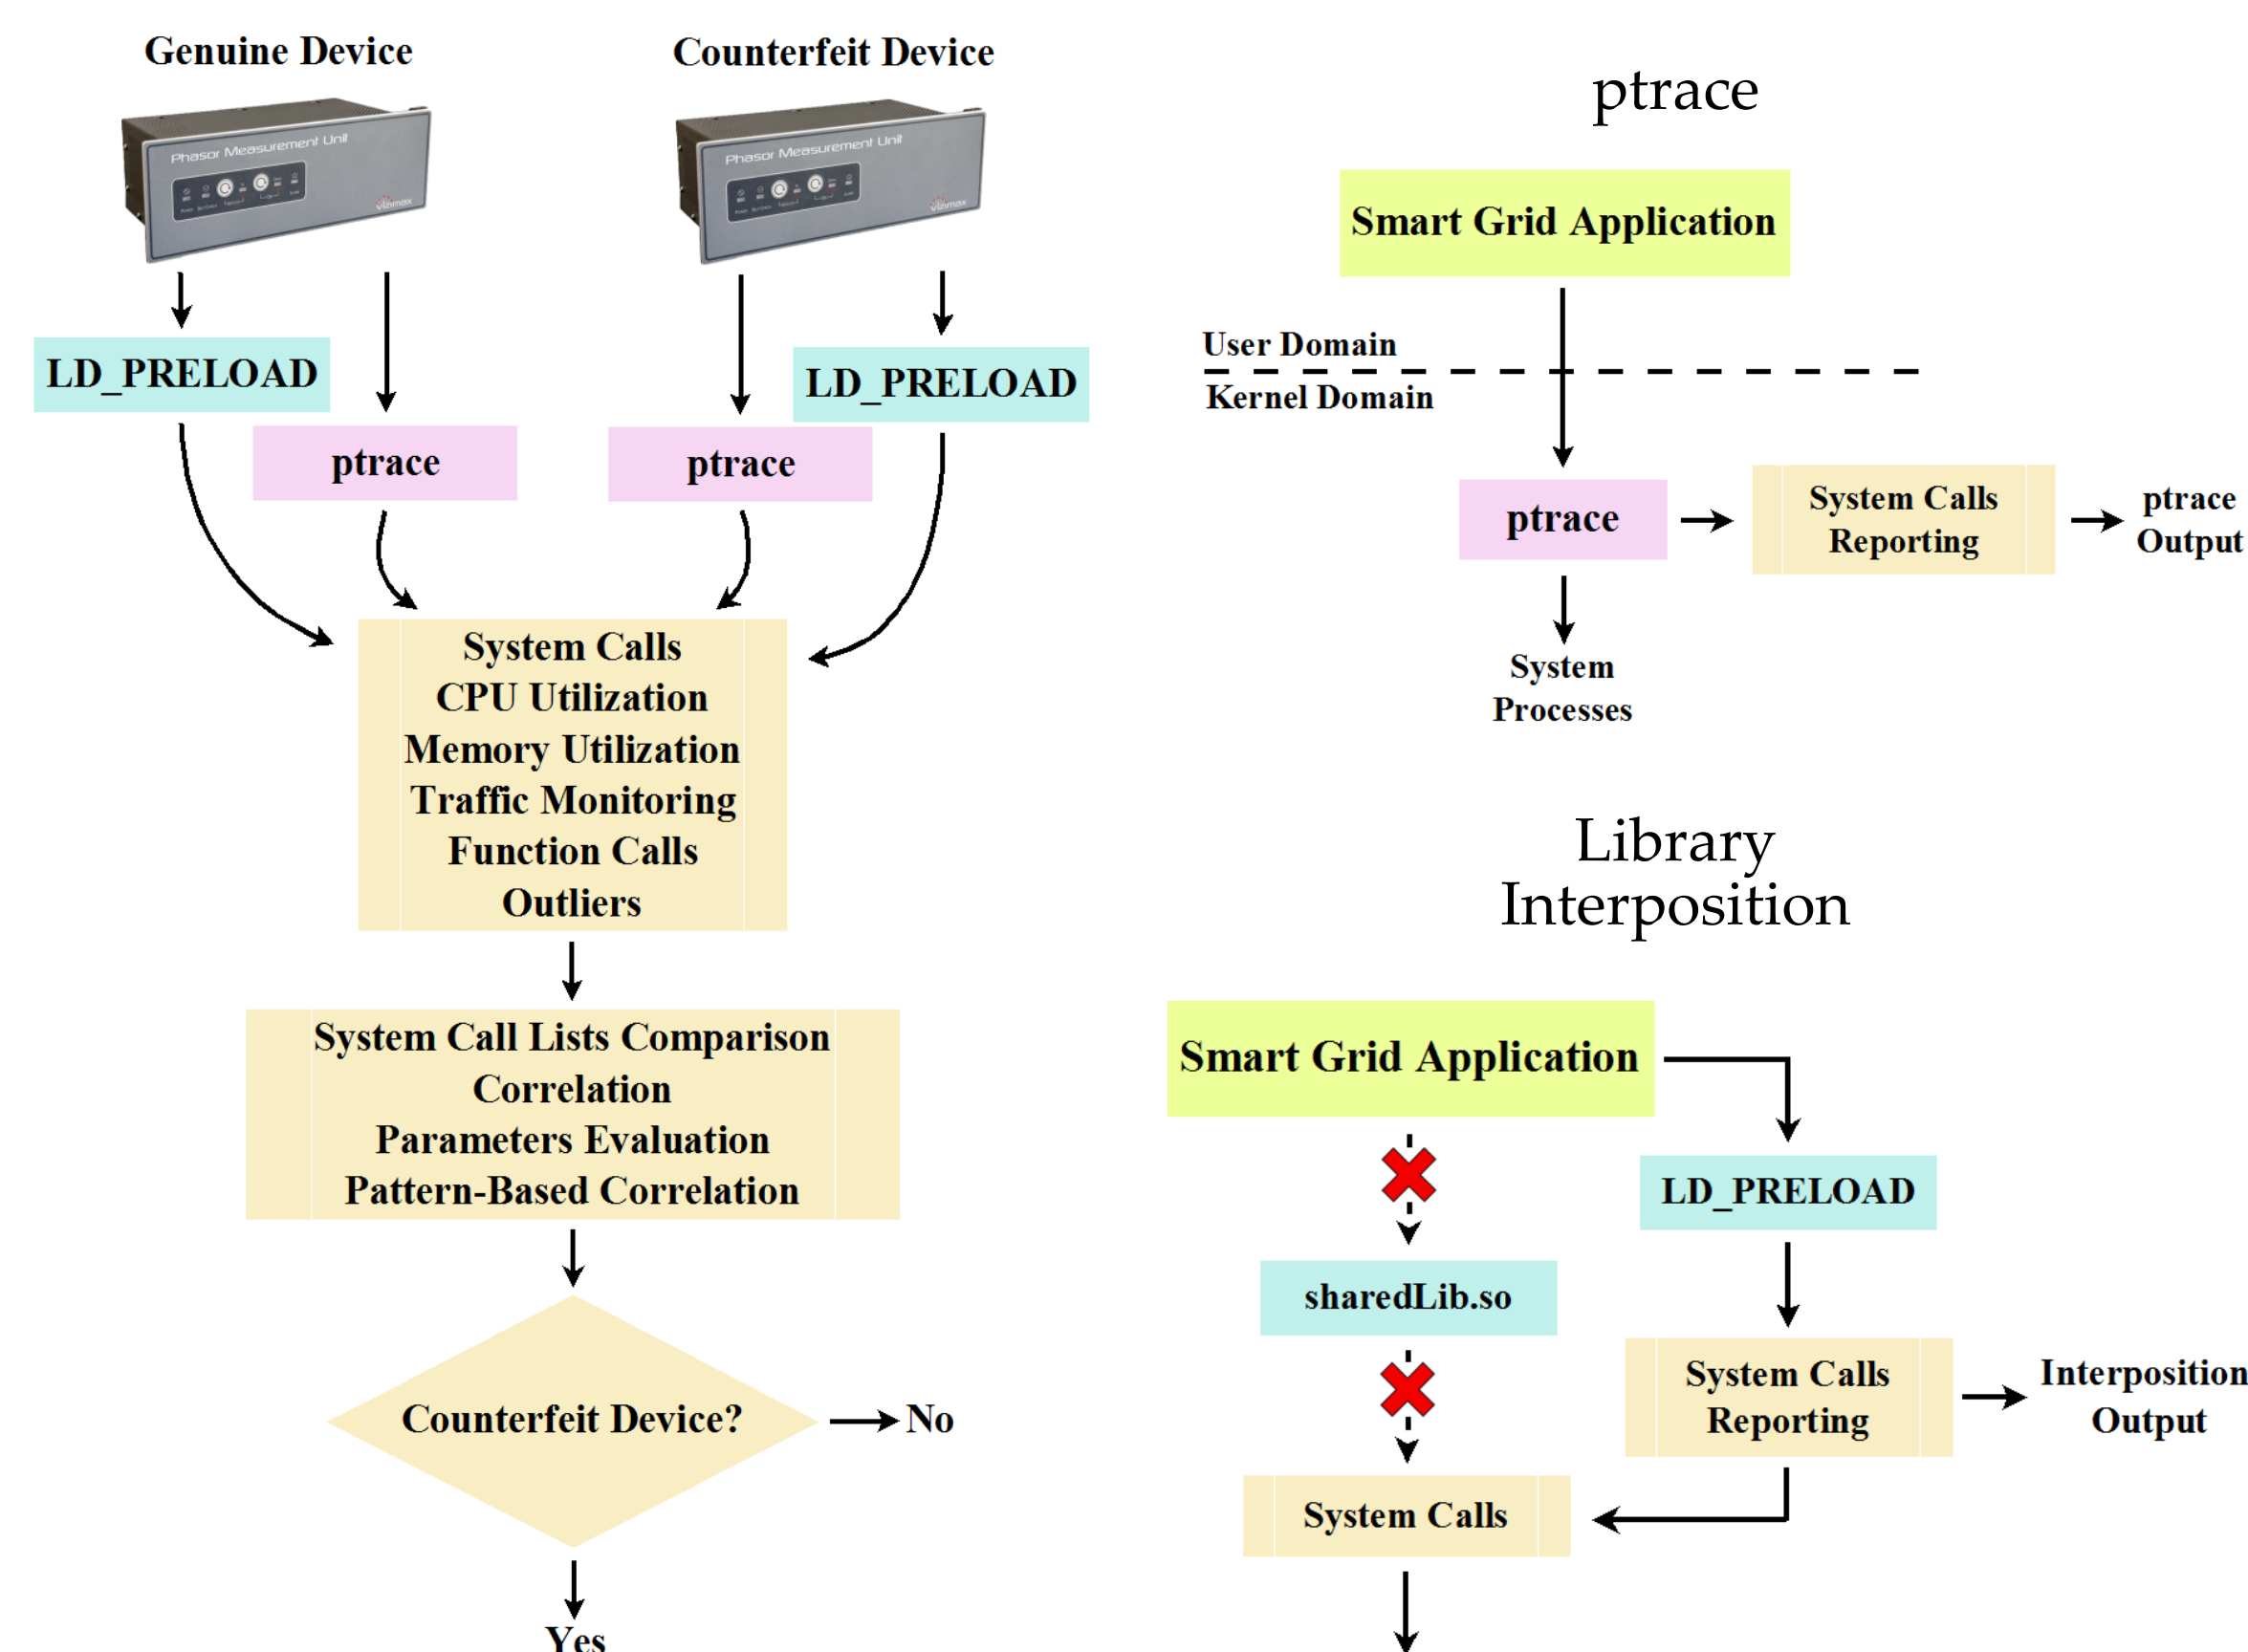 Genuine Device
Counterfeit Device
Phasor Measurement Unit
vizimax
Phasor Measurement Unit
vizimax
LD_PRELOAD
LD_PRELOAD
ptrace
ptrace
System Calls
CPU Utilization
Memory Utilization
Traffic Monitoring
Function Calls
Outliers
System Call Lists Comparison
Correlation
Parameters Evaluation
Pattern-Based Correlation
Counterfeit Device?
No
Yes
ptrace
Smart Grid Application
User Domain
Kernel Domain
ptrace
System Calls
Reporting
ptrace
Output
System
Processes
Library
Interposition
Smart Grid Application
LD_PRELOAD
sharedLib.so
System Calls
Reporting
Interposition
Output
System Calls